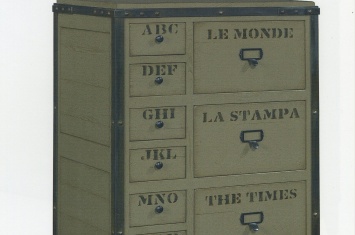 ABC
LE MONDE
DEF
GHI
LA STAMPA
JKL
MNO
THE TIMES